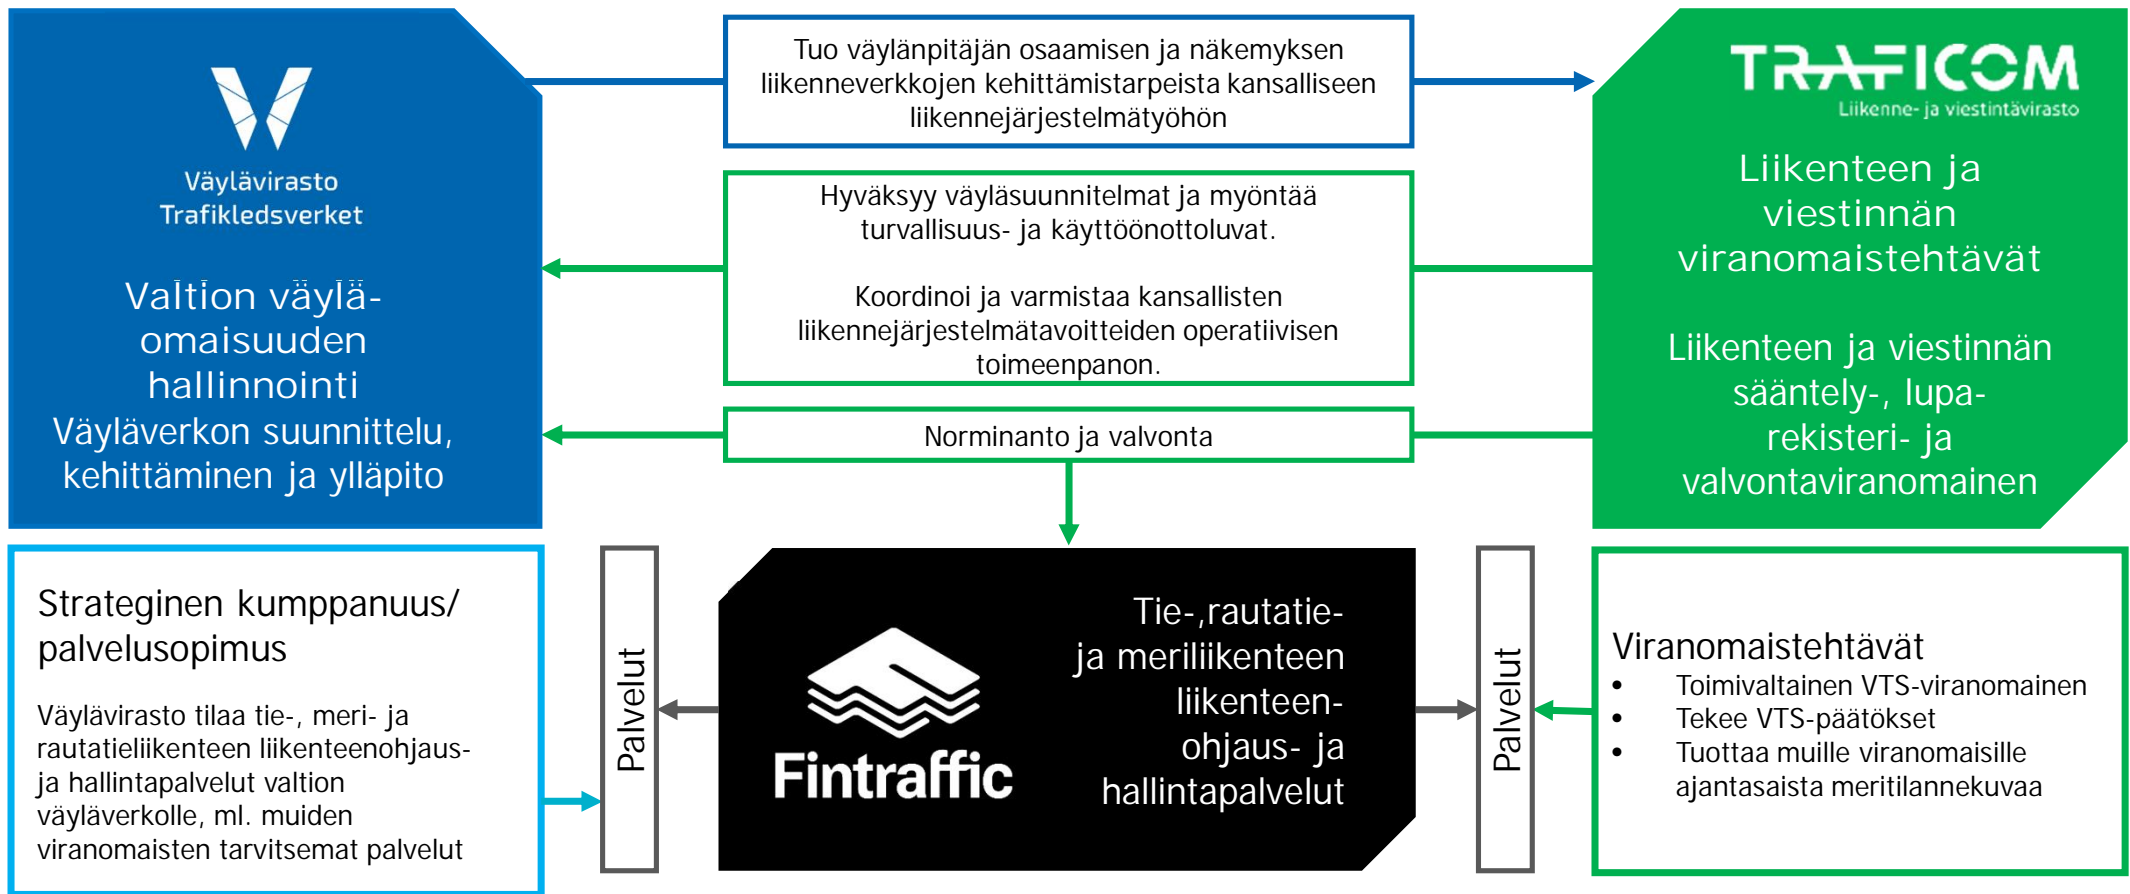 Väylävirasto
Trafikledsverket
Valtion väylä-
omaisuuden
hallinnointi
Väyläverkon suunnittelu,
kehittäminen ja ylläpito
Tuo väylänpitäjän osaamisen ja näkemyksen
liikenneverkkojen kehittämistarpeista kansalliseen
liikennejärjestelmätyöhön
Hyväksyy väyläsuunnitelmat ja myöntää
turvallisuus- ja käyttöönottoluvat.
Koordinoi ja varmistaa kansallisten
liikennejärjestelmätavoitteiden operatiivisen
toimeenpanon.
Norminanto ja valvonta
TRAFICOM
Liikenne- ja viestintävirasto
Liikenteen ja
viestinnän
viranomaistehtävät
Liikenteen ja viestinnän
sääntely-, lupa-
rekisteri- ja
valvontaviranomainen
Strateginen kumppanuus/
palvelusopimus
Väylävirasto tilaa tie-, meri- ja
rautatieliikenteen liikenteenohjaus-
ja hallintapalvelut valtion
väyläverkolle, ml. muiden
viranomaisten tarvitsemat palvelut
Palvelut
Fintraffic
Tie-,rautatie-
ja meriliikenteen
liikenteen-
ohjaus- ja
hallintapalvelut
Palvelut
Viranomaistehtävät
• Toimivaltainen VTS-viranomainen
• Tekee VTS-päätökset
• Tuottaa muille viranomaisille
ajantasaista meritilannekuvaa